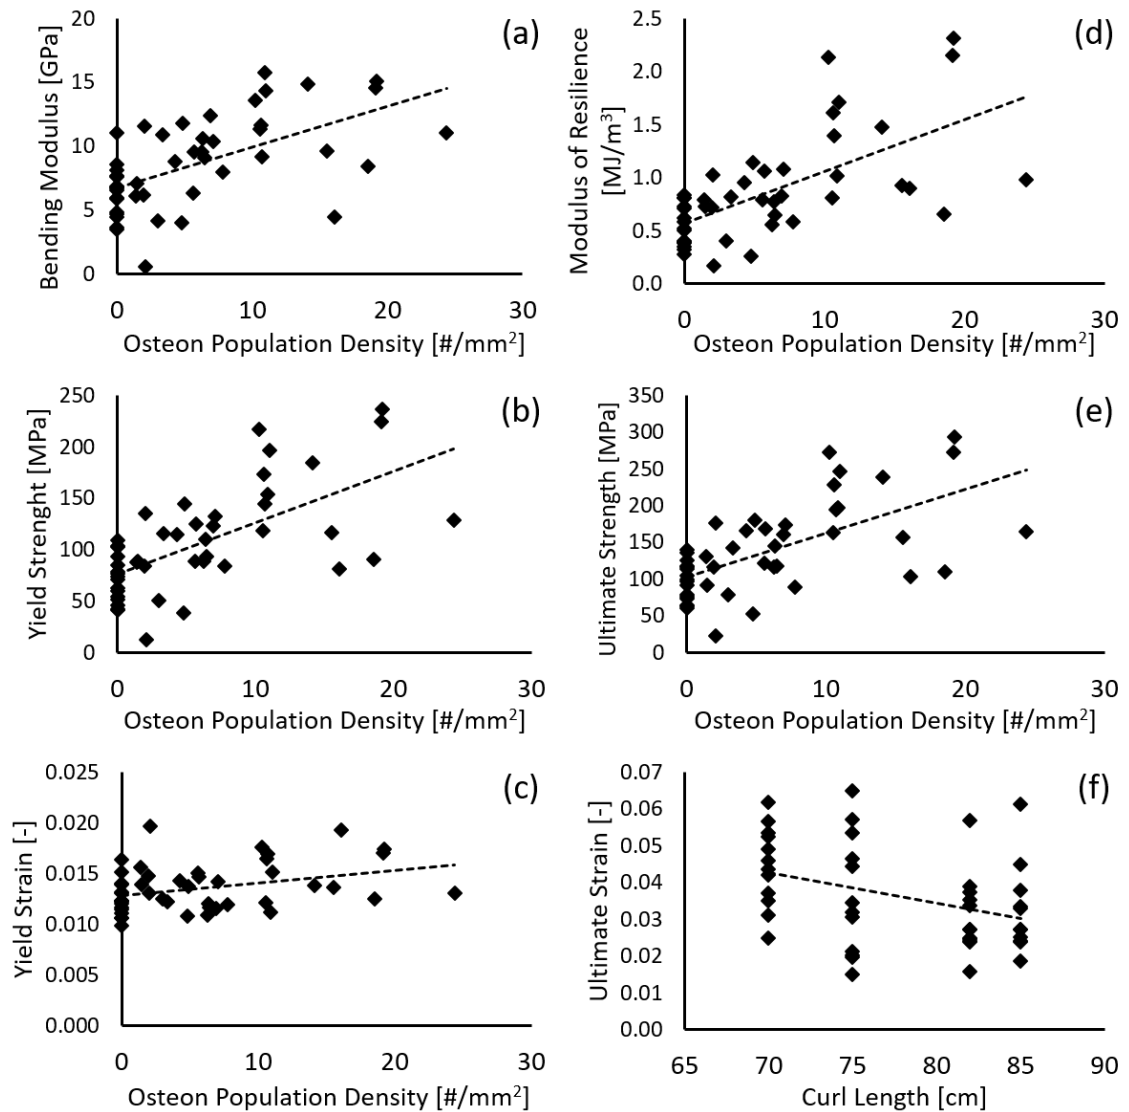 (a)
Bending Modulus [GPa]
20
15
10
5
0
0 10 20 30
Osteon Population Density [#/mm²]
(d)
Modulus of Resilience
[MJ/m³]
2.5
2.0
1.5
1.0
0.5
0.0
0 10 20 30
Osteon Population Density [#/mm²]
(b)
Yield Strenght [MPa]
250
200
150
100
50
0
0 10 20 30
Osteon Population Density [#/mm²]
(e)
Ultimate Strength [MPa]
350
300
250
200
150
100
50
0
0 10 20 30
Osteon Population Density [#/mm²]
(c)
Yield Strain [-]
0.025
0.020
0.015
0.010
0.005
0.000
0 10 20 30
Osteon Population Density [#/mm²]
(f)
Ultimate Strain [-]
0.07
0.06
0.05
0.04
0.03
0.02
0.01
0.00
65 70 75 80 85 90
Curl Length [cm]